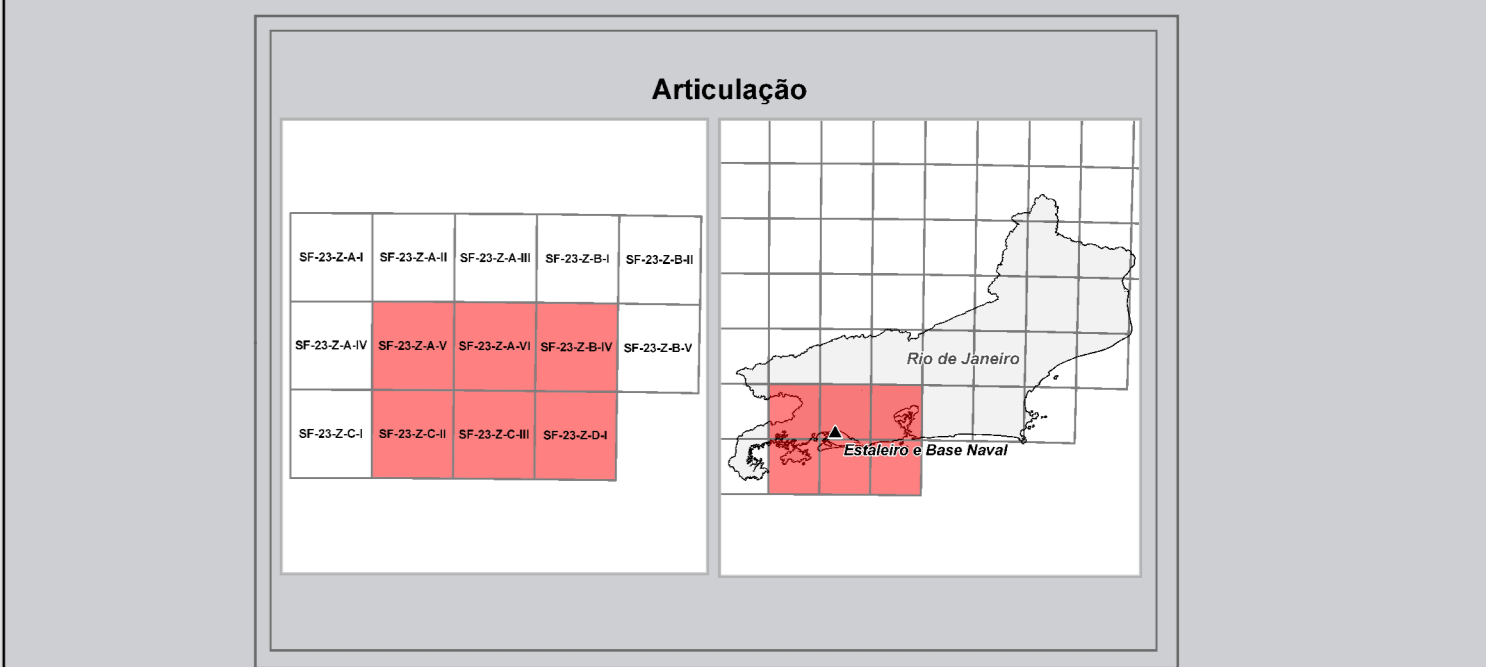 Articulação
SF-23-Z-A-I SF-23-Z-A-II SF-23-Z-A-III SF-23-Z-B-I SF-23-Z-B-II
SF-23-Z-A-IV SF-23-Z-A-V SF-23-Z-A-VI SF-23-Z-B-IV SF-23-Z-B-V
SF-23-Z-C-I SF-23-Z-C-II SF-23-Z-C-III SF-23-Z-D-I
Rio de Janeiro
Estaleiro e Base Naval